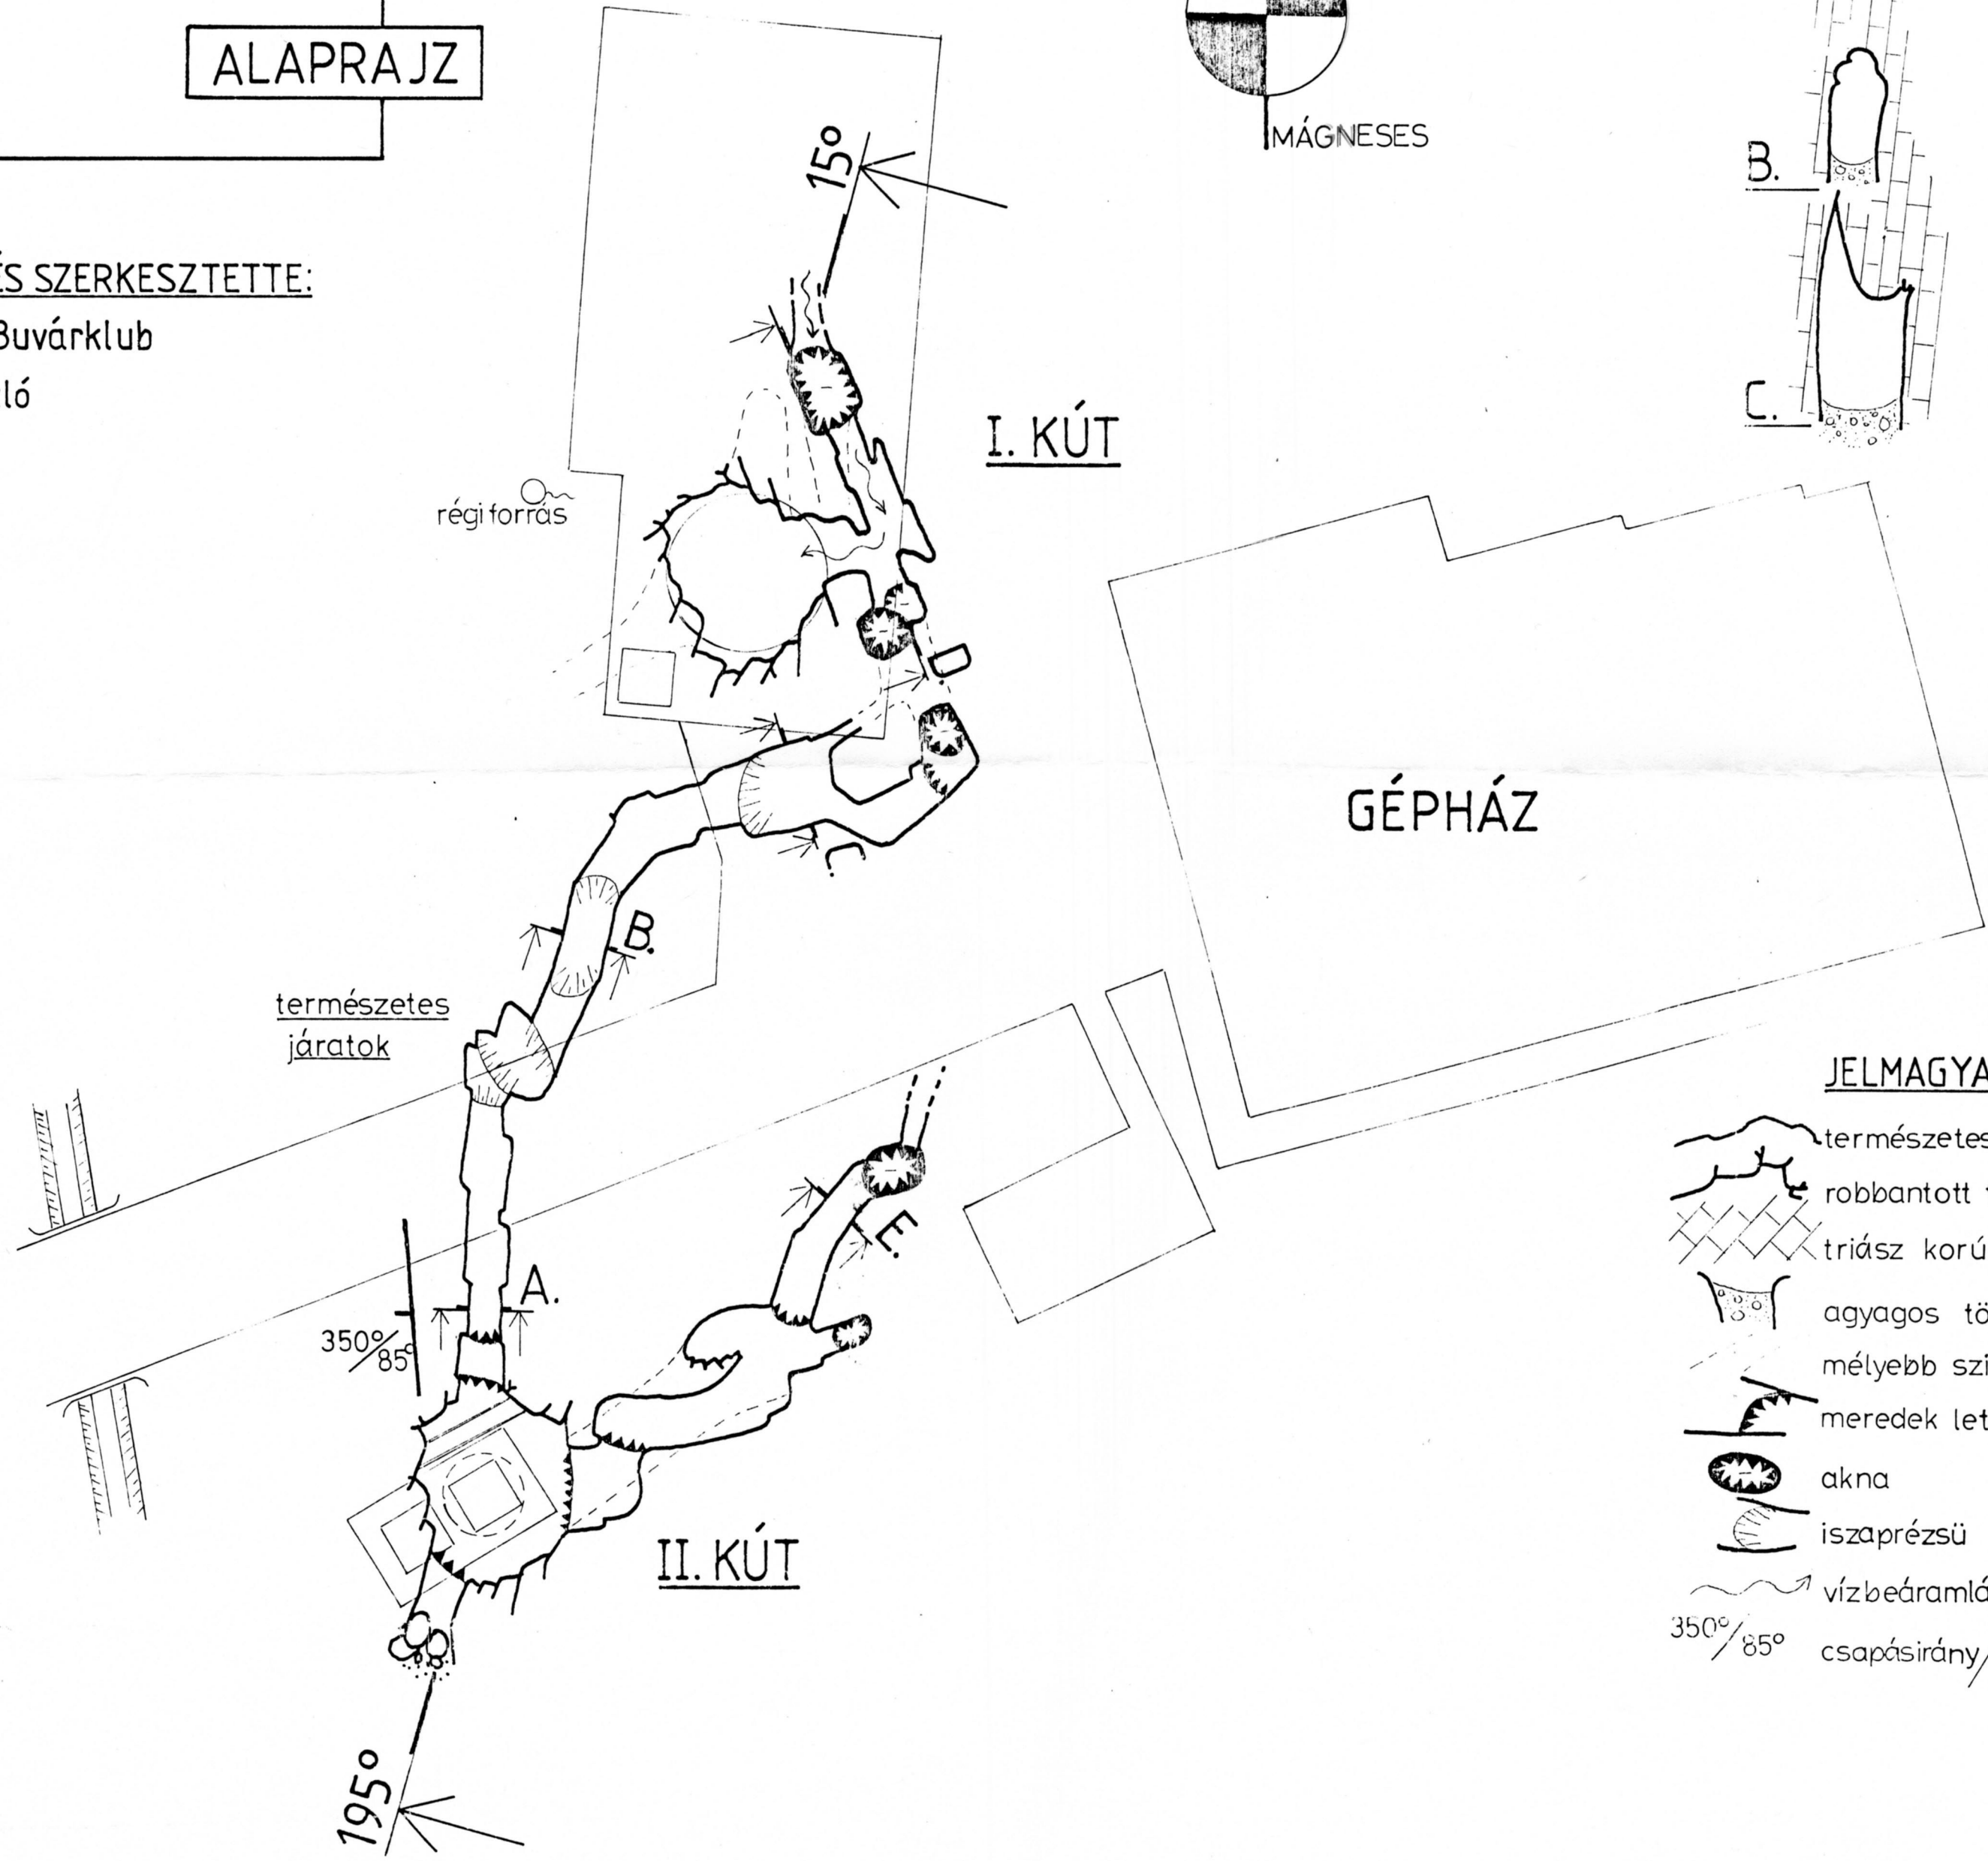 ALAPRAJZ
MÁGNESES
ÉS SZERKESZTETTE:
Buvárklub
ló
15°
B.
C.
I. KÚT
régi forrás
GÉPHÁZ
C.
B.
természetes
járatok
E.
A.
350°/85°
II. KÚT
195°
JELMAGYA
természetes
robbantott
triász korú
agyagos tö
mélyebb szi
meredek let
akna
iszaprézsü
vízbeáramlá
350°/85° csapásirány/